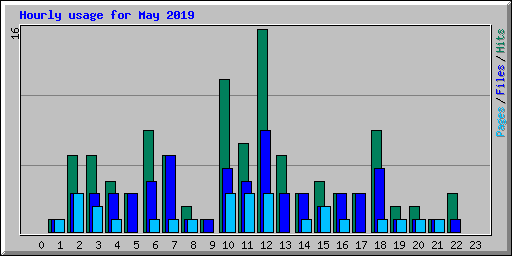 Hourly usage for May 2019
16
Pages / Files / Hits
0 1 2 3 4 5 6 7 8 9 10 11 12 13 14 15 16 17 18 19 20 21 22 23